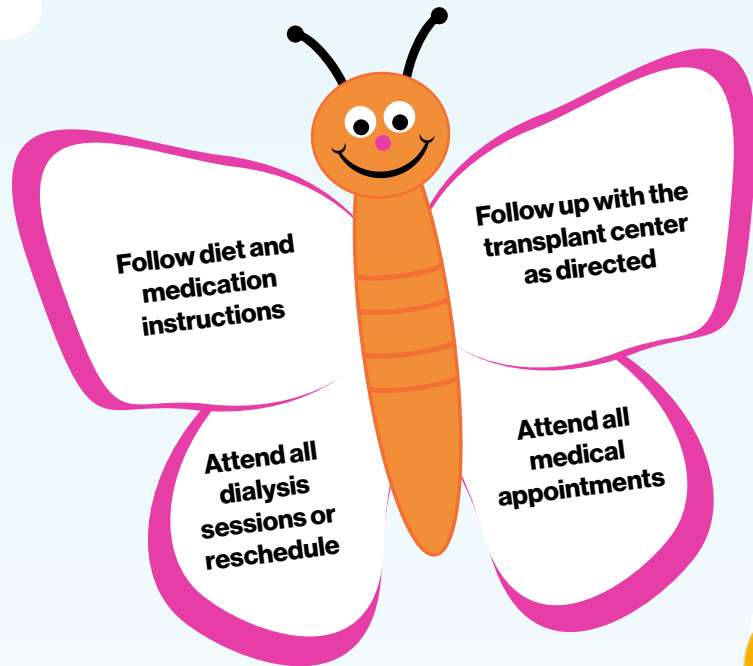 Follow diet and
medication
instructions
Follow up with the
transplant center
as directed
Attend all
dialysis
sessions or
reschedule
Attend all
medical
appointments